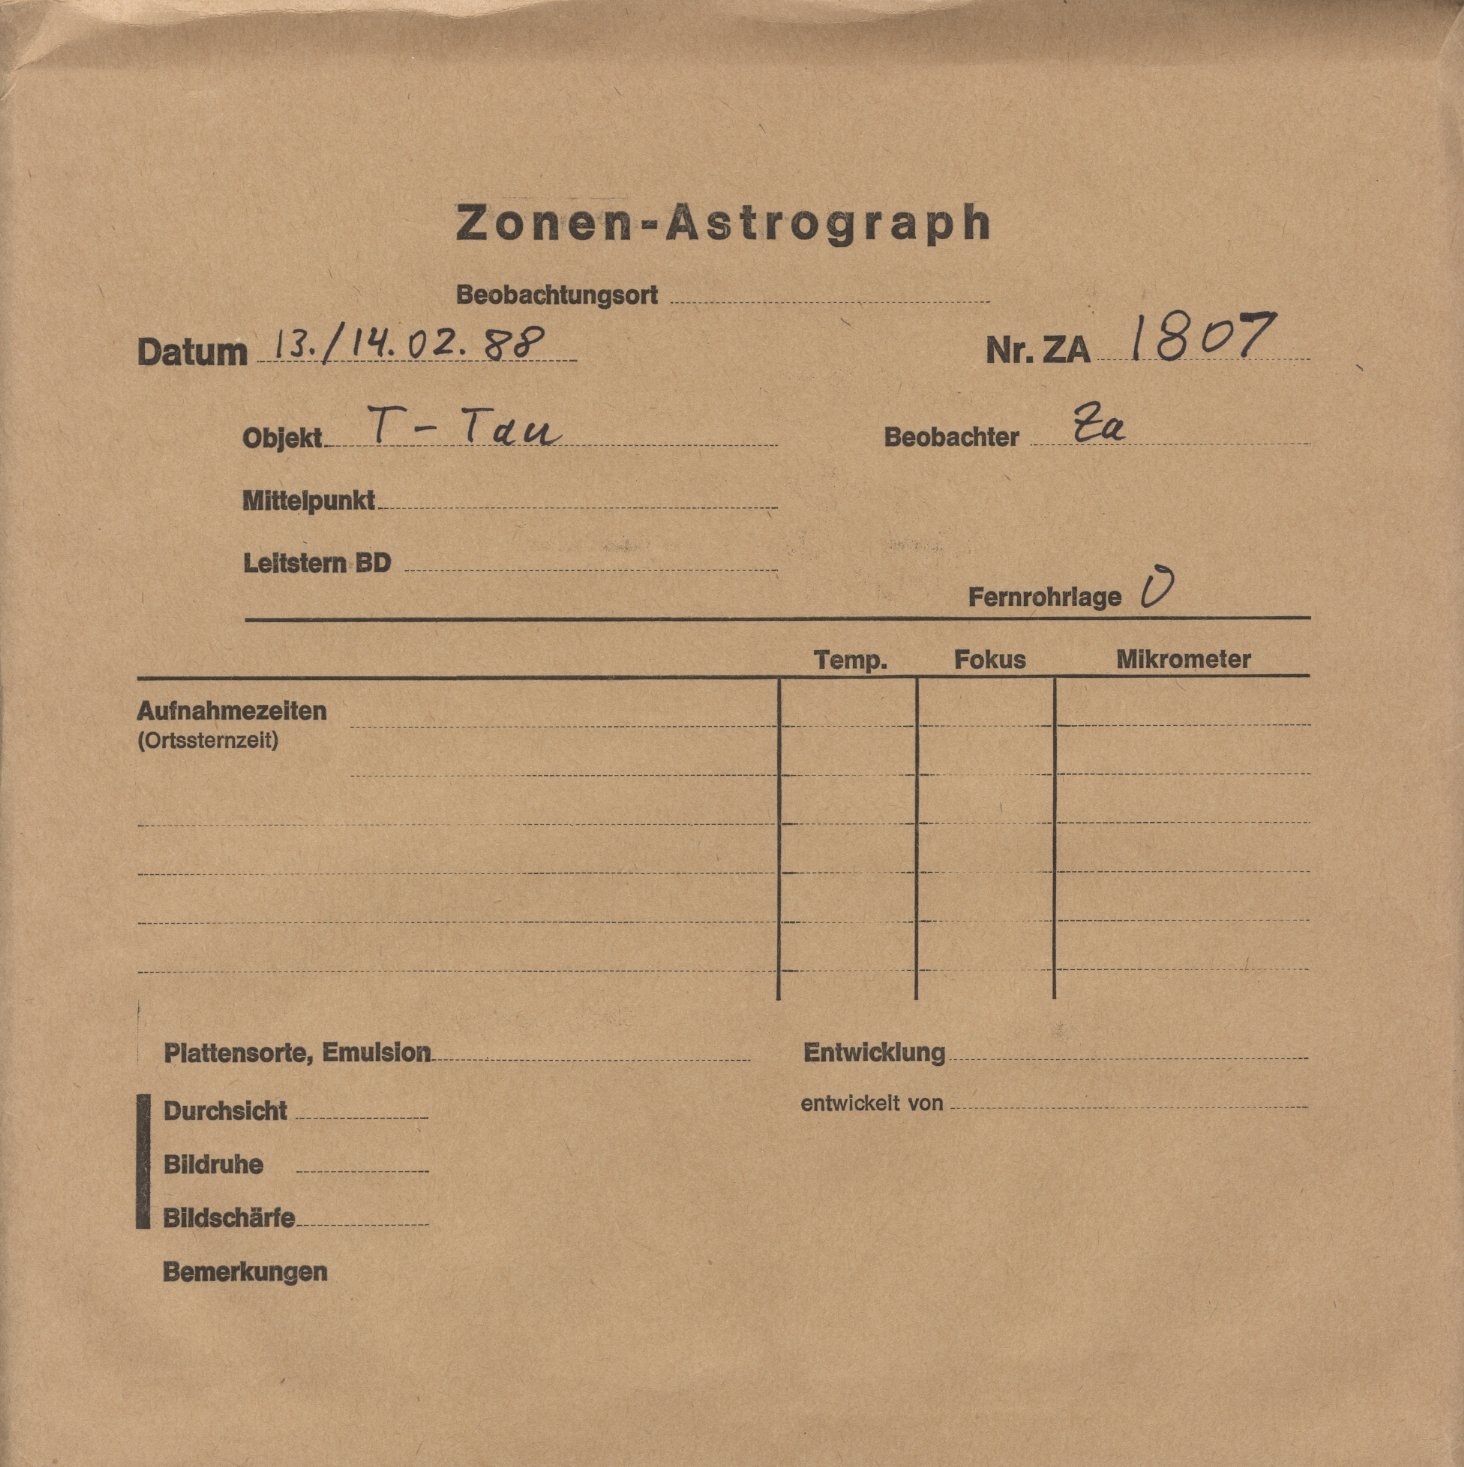 Zonen-Astrograph
Beobachtungsort
Datum 13./14.02.88 Nr. ZA 1807
Objekt T - Tau Beobachter Za
Mittelpunkt
Leitstern BD
Fernrohrlage O
Temp. Fokus Mikrometer
Aufnahmezeiten
(Ortssternzeit)
Plattensorte, Emulsion Entwicklung
Durchsicht entwickelt von
Bildruhe
Bildschärfe
Bemerkungen